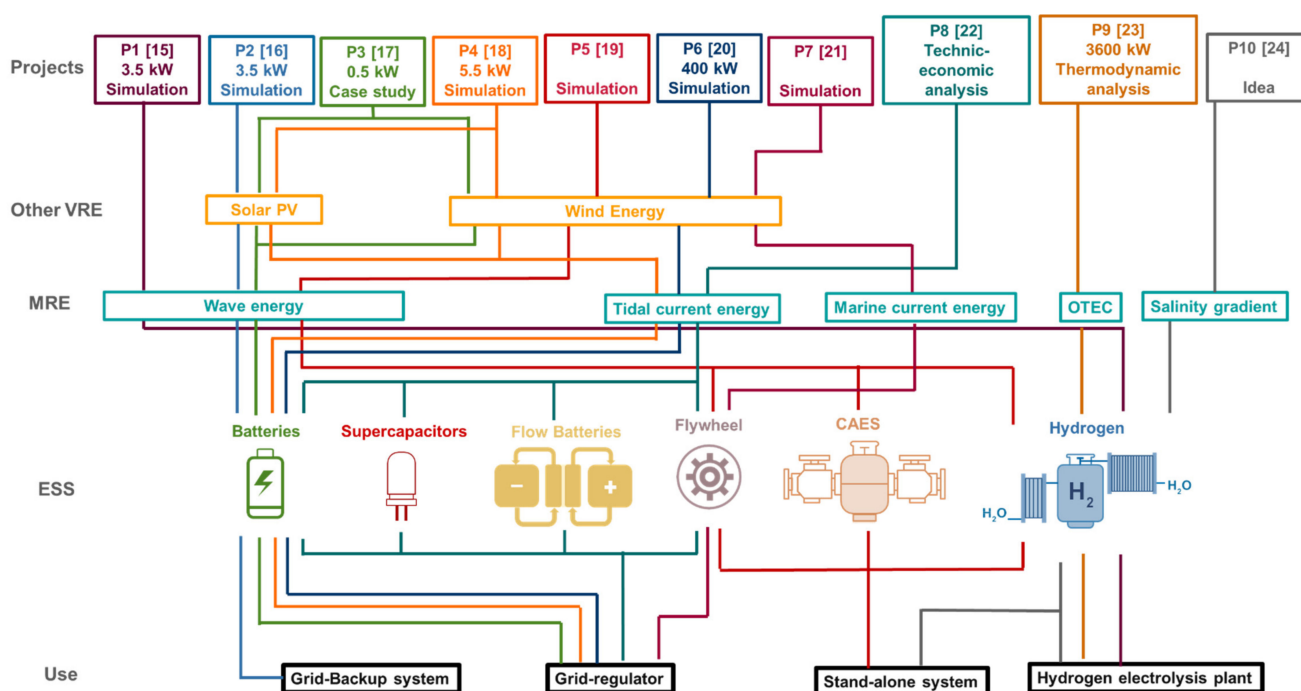 Projects
P1 [15]
3.5 kW
Simulation
P2 [16]
3.5 kW
Simulation
P3 [17]
0.5 kW
Case study
P4 [18]
5.5 kW
Simulation
P5 [19]
Simulation
P6 [20]
400 kW
Simulation
P7 [21]
Simulation
P8 [22]
Technic-
economic
analysis
P9 [23]
3600 kW
Thermodynamic
analysis
P10 [24]
Idea
Other VRE
Solar PV
Wind Energy
MRE
Wave energy
Tidal current energy
Marine current energy
OTEC
Salinity gradient
ESS
Batteries
Supercapacitors
Flow Batteries
Flywheel
CAES
Hydrogen
H₂
H₂O
H₂O
Use
Grid-Backup system
Grid-regulator
Stand-alone system
Hydrogen electrolysis plant